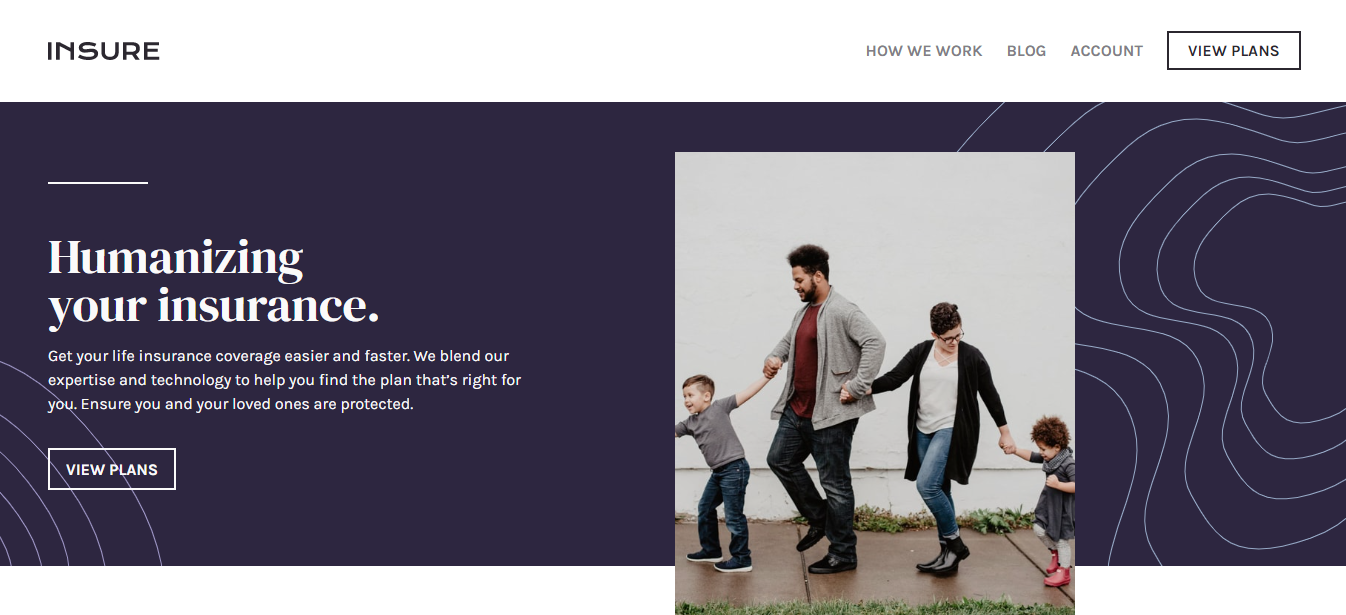 INSURE
HOW WE WORK BLOG ACCOUNT VIEW PLANS
Humanizing
your insurance.
Get your life insurance coverage easier and faster. We blend our
expertise and technology to help you find the plan that’s right for
you. Ensure you and your loved ones are protected.
VIEW PLANS